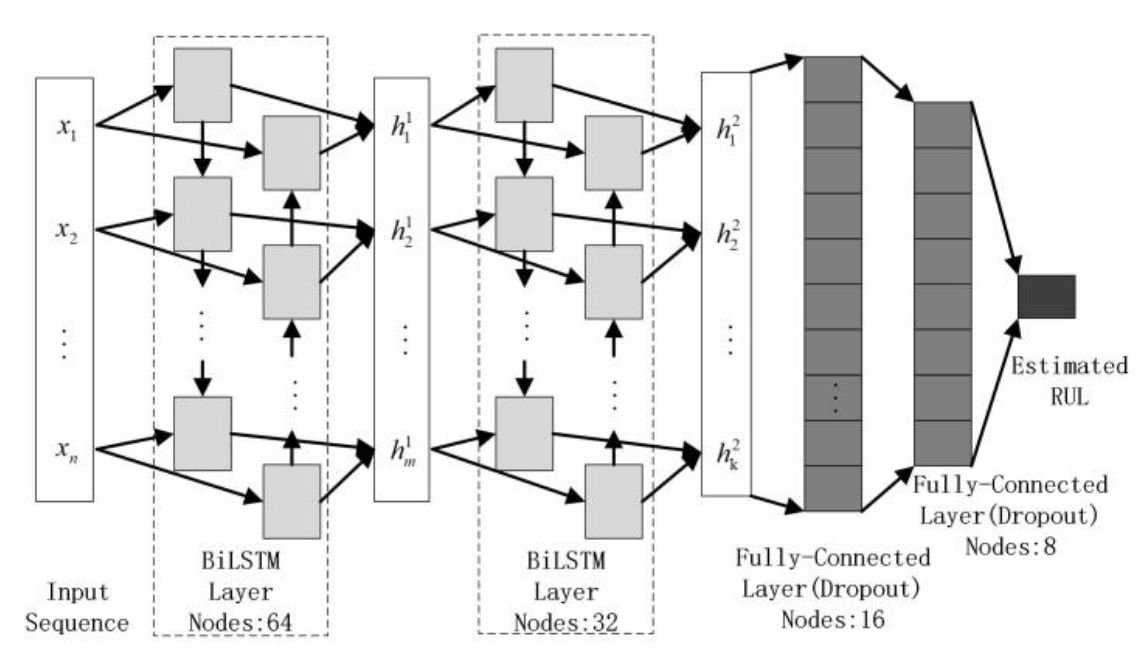 x₁
x₂
⋮
xₙ
Input
Sequence
⋮
⋮
BiLSTM
Layer
Nodes:64
h₁¹
h₂¹
⋮
hₘ¹
⋮
⋮
BiLSTM
Layer
Nodes:32
h₁²
h₂²
⋮
hₖ²
⋮
Fully-Connected
Layer(Dropout)
Nodes:16
Fully-Connected
Layer(Dropout)
Nodes:8
Estimated
RUL